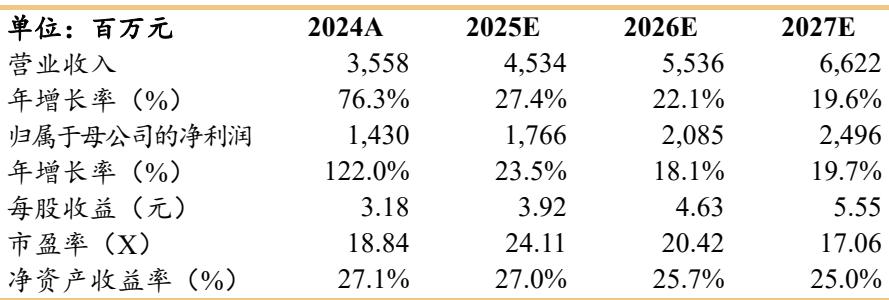 单位：百万元 2024A 2025E 2026E 2027E
营业收入 3,558 4,534 5,536 6,622
年增长率（%） 76.3% 27.4% 22.1% 19.6%
归属于母公司的净利润 1,430 1,766 2,085 2,496
年增长率（%） 122.0% 23.5% 18.1% 19.7%
每股收益（元） 3.18 3.92 4.63 5.55
市盈率（X） 18.84 24.11 20.42 17.06
净资产收益率（%） 27.1% 27.0% 25.7% 25.0%